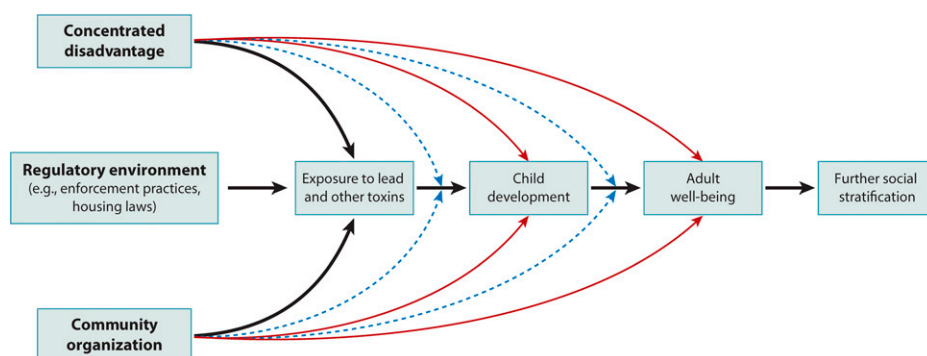 Concentrated
disadvantage
Regulatory environment
(e.g., enforcement practices,
housing laws)
Exposure to lead
and other toxins
Child
development
Adult
well-being
Further social
stratification
Community
organization